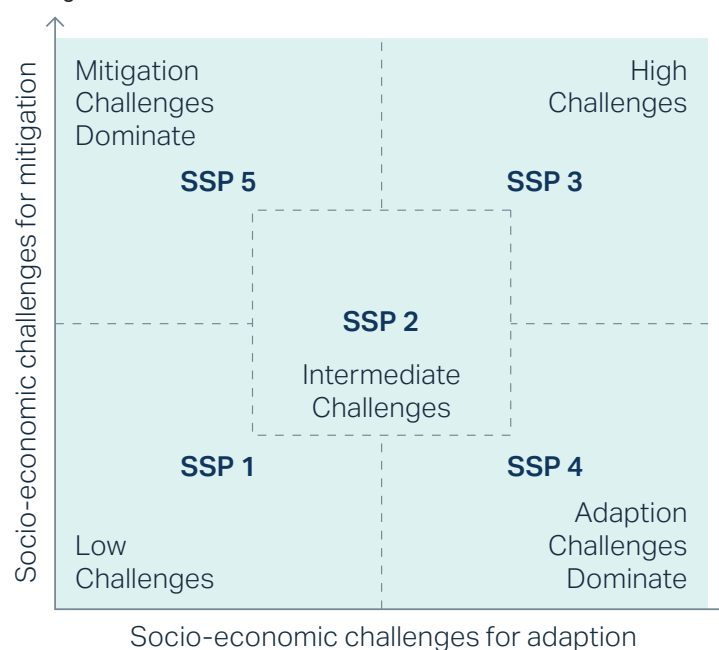 Mitigation
Challenges
Dominate
High
Challenges
SSP 5
SSP 3
SSP 2
Intermediate
Challenges
SSP 1
SSP 4
Low
Challenges
Adaption
Challenges
Dominate
Socio-economic challenges for mitigation
Socio-economic challenges for adaption